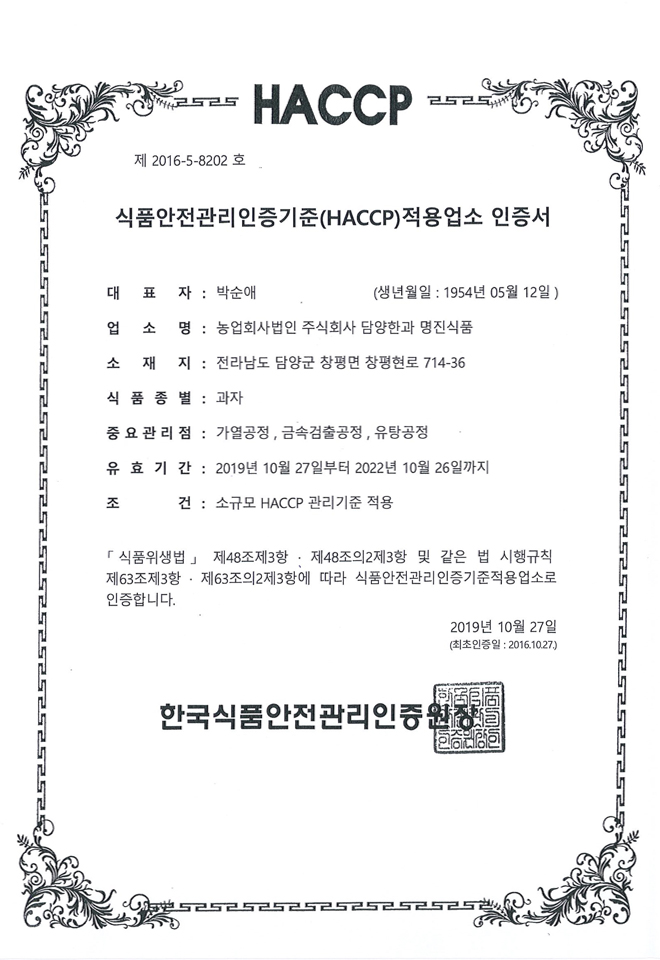 HACCP
제 2016-5-8202 호
식품안전관리인증기준(HACCP)적용업소 인증서
대 표 자 : 박순애 (생년월일 : 1954년 05월 12일 )
업 소 명 : 농업회사법인 주식회사 담양한과 명진식품
소 재 지 : 전라남도 담양군 창평면 창평현로 714-36
식 품 종 별 : 과자
중요관리점 : 가열공정 , 금속검출공정 , 유탕공정
유 효 기 간 : 2019년 10월 27일부터 2022년 10월 26일까지
조 건 : 소규모 HACCP 관리기준 적용
「식품위생법」 제48조제3항 · 제48조의2제3항 및 같은 법 시행규칙
제63조제3항 · 제63조의2제3항에 따라 식품안전관리인증기준적용업소로
인증합니다.
2019년 10월 27일
(최초인증일 : 2016.10.27.)
한국식품안전관리인증원장